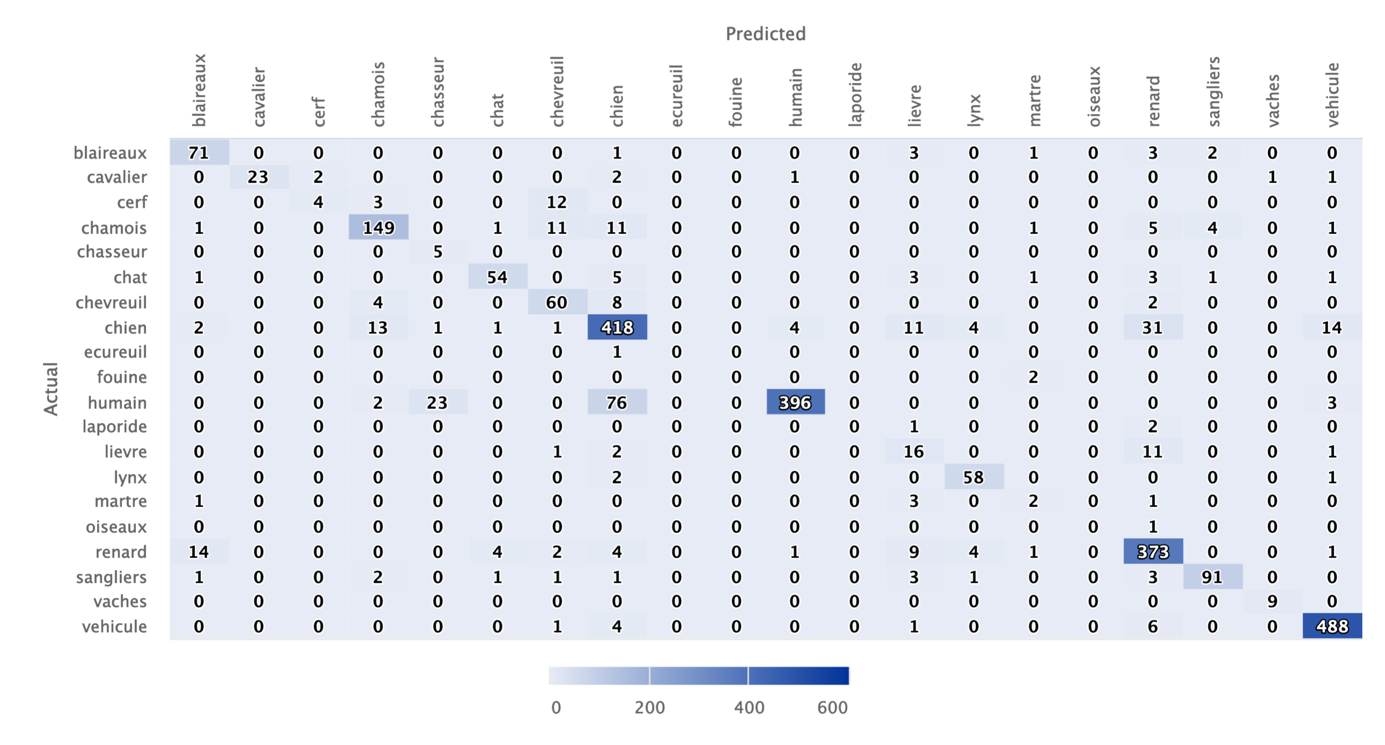 Predicted
blaireaux cavalier cerf chamois chasseur chat chevreuil chien ecureuil fouine humain laporide lievre lynx martre oiseaux renard sangliers vaches vehicule
Actual
blaireaux 71 0 0 0 0 0 0 1 0 0 0 0 3 0 1 0 3 2 0 0
cavalier 0 23 2 0 0 0 0 2 0 0 1 0 0 0 0 0 0 0 1 1
cerf 0 0 4 3 0 0 12 0 0 0 0 0 0 0 0 0 0 0 0 0
chamois 1 0 0 149 0 1 11 11 0 0 0 0 0 0 1 0 5 4 0 1
chasseur 0 0 0 0 5 0 0 0 0 0 0 0 0 0 0 0 0 0 0 0
chat 1 0 0 0 0 54 0 5 0 0 0 0 3 0 1 0 3 1 0 1
chevreuil 0 0 0 4 0 0 60 8 0 0 0 0 0 0 0 0 2 0 0 0
chien 2 0 0 13 1 1 1 418 0 0 4 0 11 4 0 0 31 0 0 14
ecureuil 0 0 0 0 0 0 0 1 0 0 0 0 0 0 0 0 0 0 0 0
fouine 0 0 0 0 0 0 0 0 0 0 0 0 0 0 2 0 0 0 0 0
humain 0 0 0 2 23 0 0 76 0 0 396 0 0 0 0 0 0 0 0 3
laporide 0 0 0 0 0 0 0 0 0 0 0 0 1 0 0 0 2 0 0 0
lievre 0 0 0 0 0 0 1 2 0 0 0 0 16 0 0 0 11 0 0 1
lynx 0 0 0 0 0 0 0 2 0 0 0 0 0 58 0 0 0 0 0 1
martre 1 0 0 0 0 0 0 0 0 0 0 0 3 0 2 0 1 0 0 0
oiseaux 0 0 0 0 0 0 0 0 0 0 0 0 0 0 0 0 1 0 0 0
renard 14 0 0 0 0 4 2 4 0 0 1 0 9 4 1 0 373 0 0 1
sangliers 1 0 0 2 0 1 1 1 0 0 0 0 3 1 0 0 3 91 0 0
vaches 0 0 0 0 0 0 0 0 0 0 0 0 0 0 0 0 0 0 9 0
vehicule 0 0 0 0 0 0 1 4 0 0 0 0 1 0 0 0 6 0 0 488
0 200 400 600